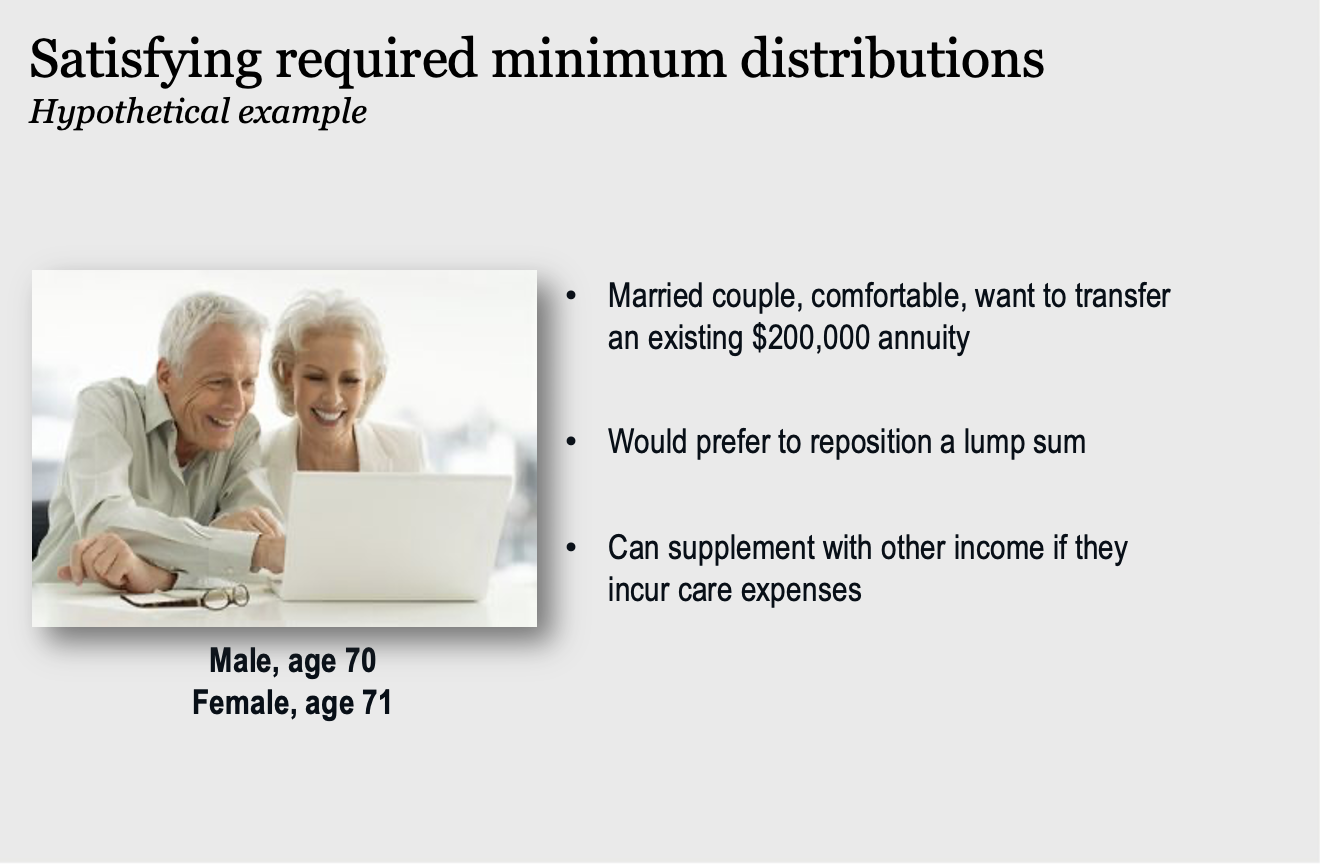 Satisfying required minimum distributions
Hypothetical example
• Married couple, comfortable, want to transfer
an existing $200,000 annuity
• Would prefer to reposition a lump sum
• Can supplement with other income if they
incur care expenses
Male, age 70
Female, age 71